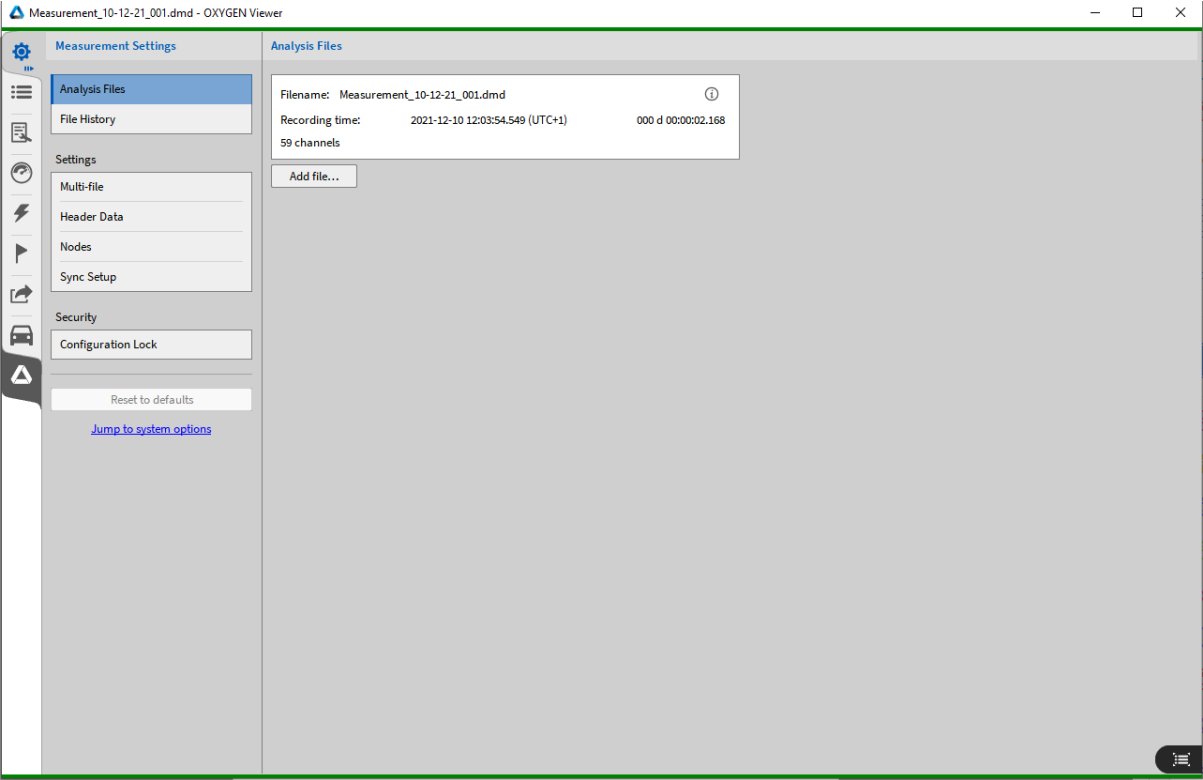 Measurement_10-12-21_001.dmd - OXYGEN Viewer
Measurement Settings
Analysis Files
Analysis Files
File History
Settings
Multi-file
Header Data
Nodes
Sync Setup
Security
Configuration Lock
Reset to defaults
Jump to system options
Filename: Measurement_10-12-21_001.dmd
Recording time: 2021-12-10 12:03:54.549 (UTC+1) 000 d 00:00:02.168
59 channels
Add file...